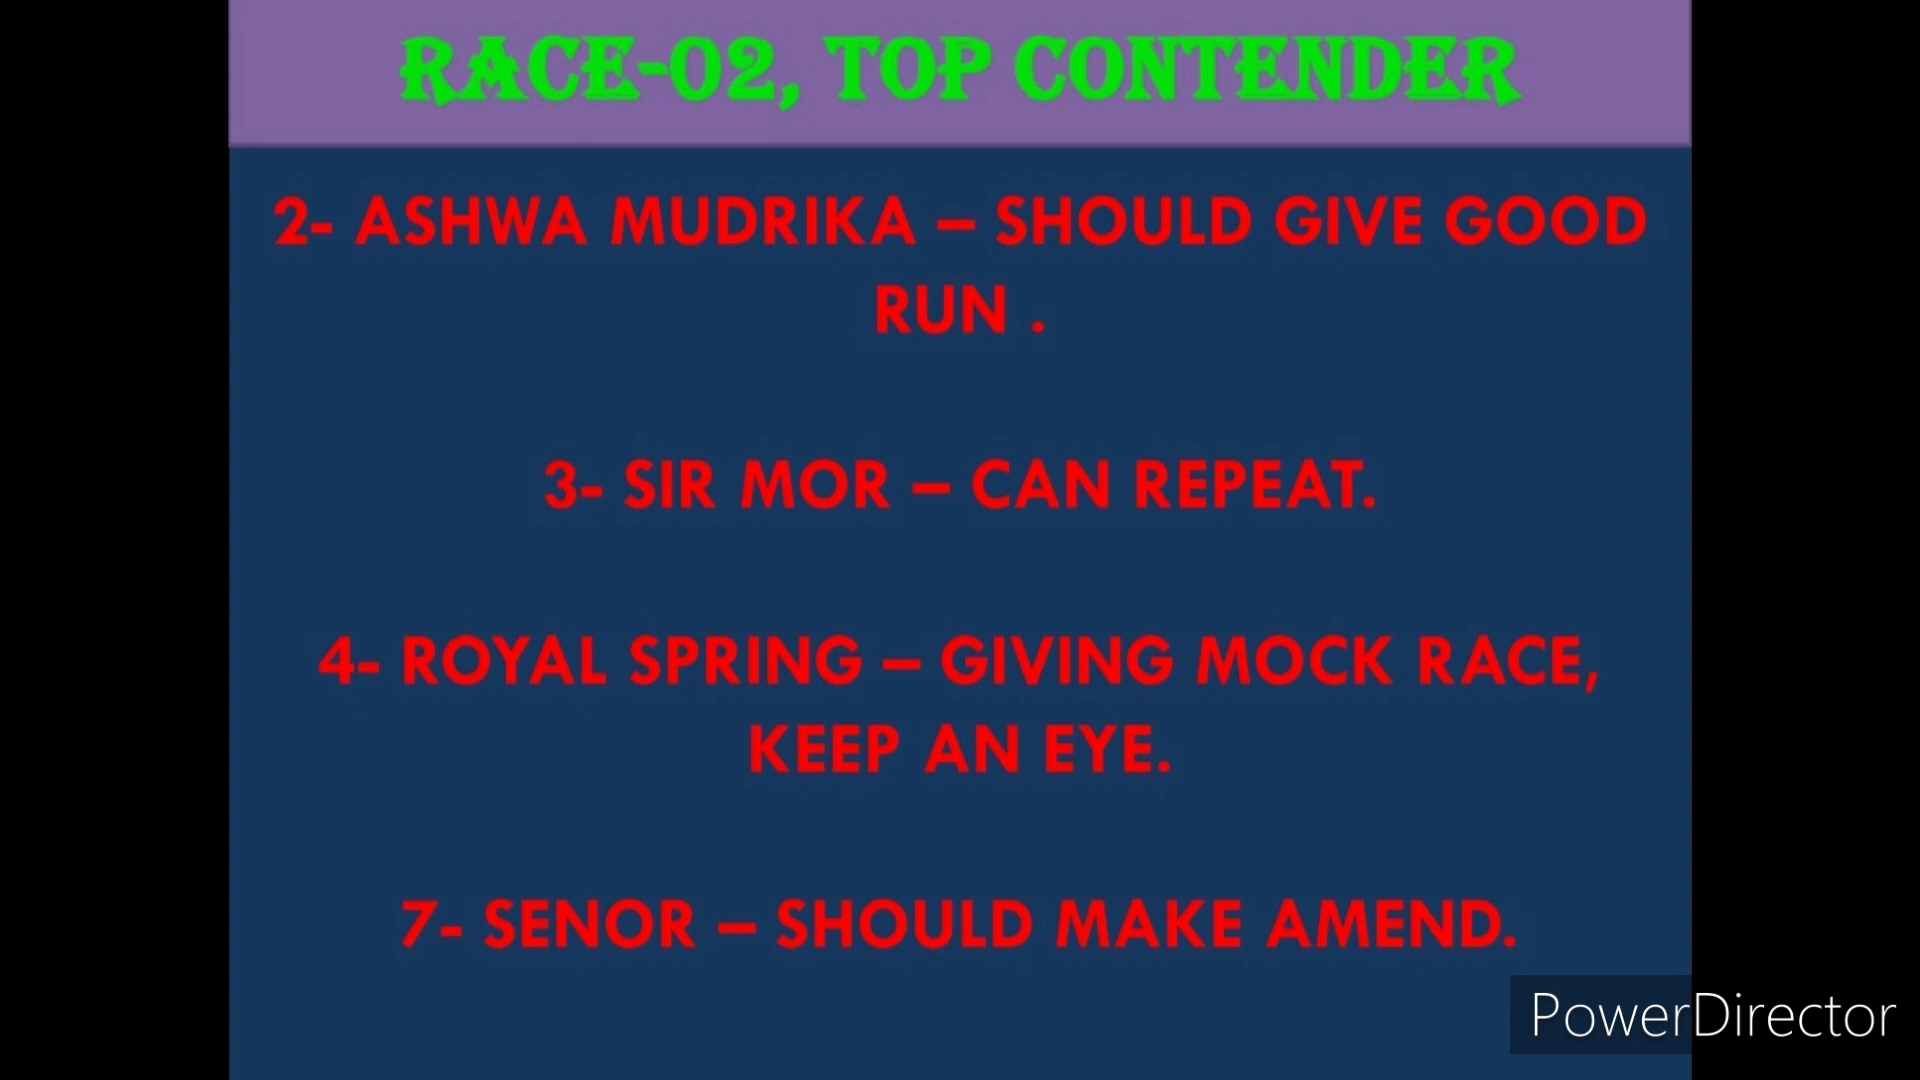 RACE-02, TOP CONTENDER
2- ASHWA MUDRIKA – SHOULD GIVE GOOD
RUN .
3- SIR MOR – CAN REPEAT.
4- ROYAL SPRING – GIVING MOCK RACE,
KEEP AN EYE.
7- SENOR – SHOULD MAKE AMEND.
PowerDirector